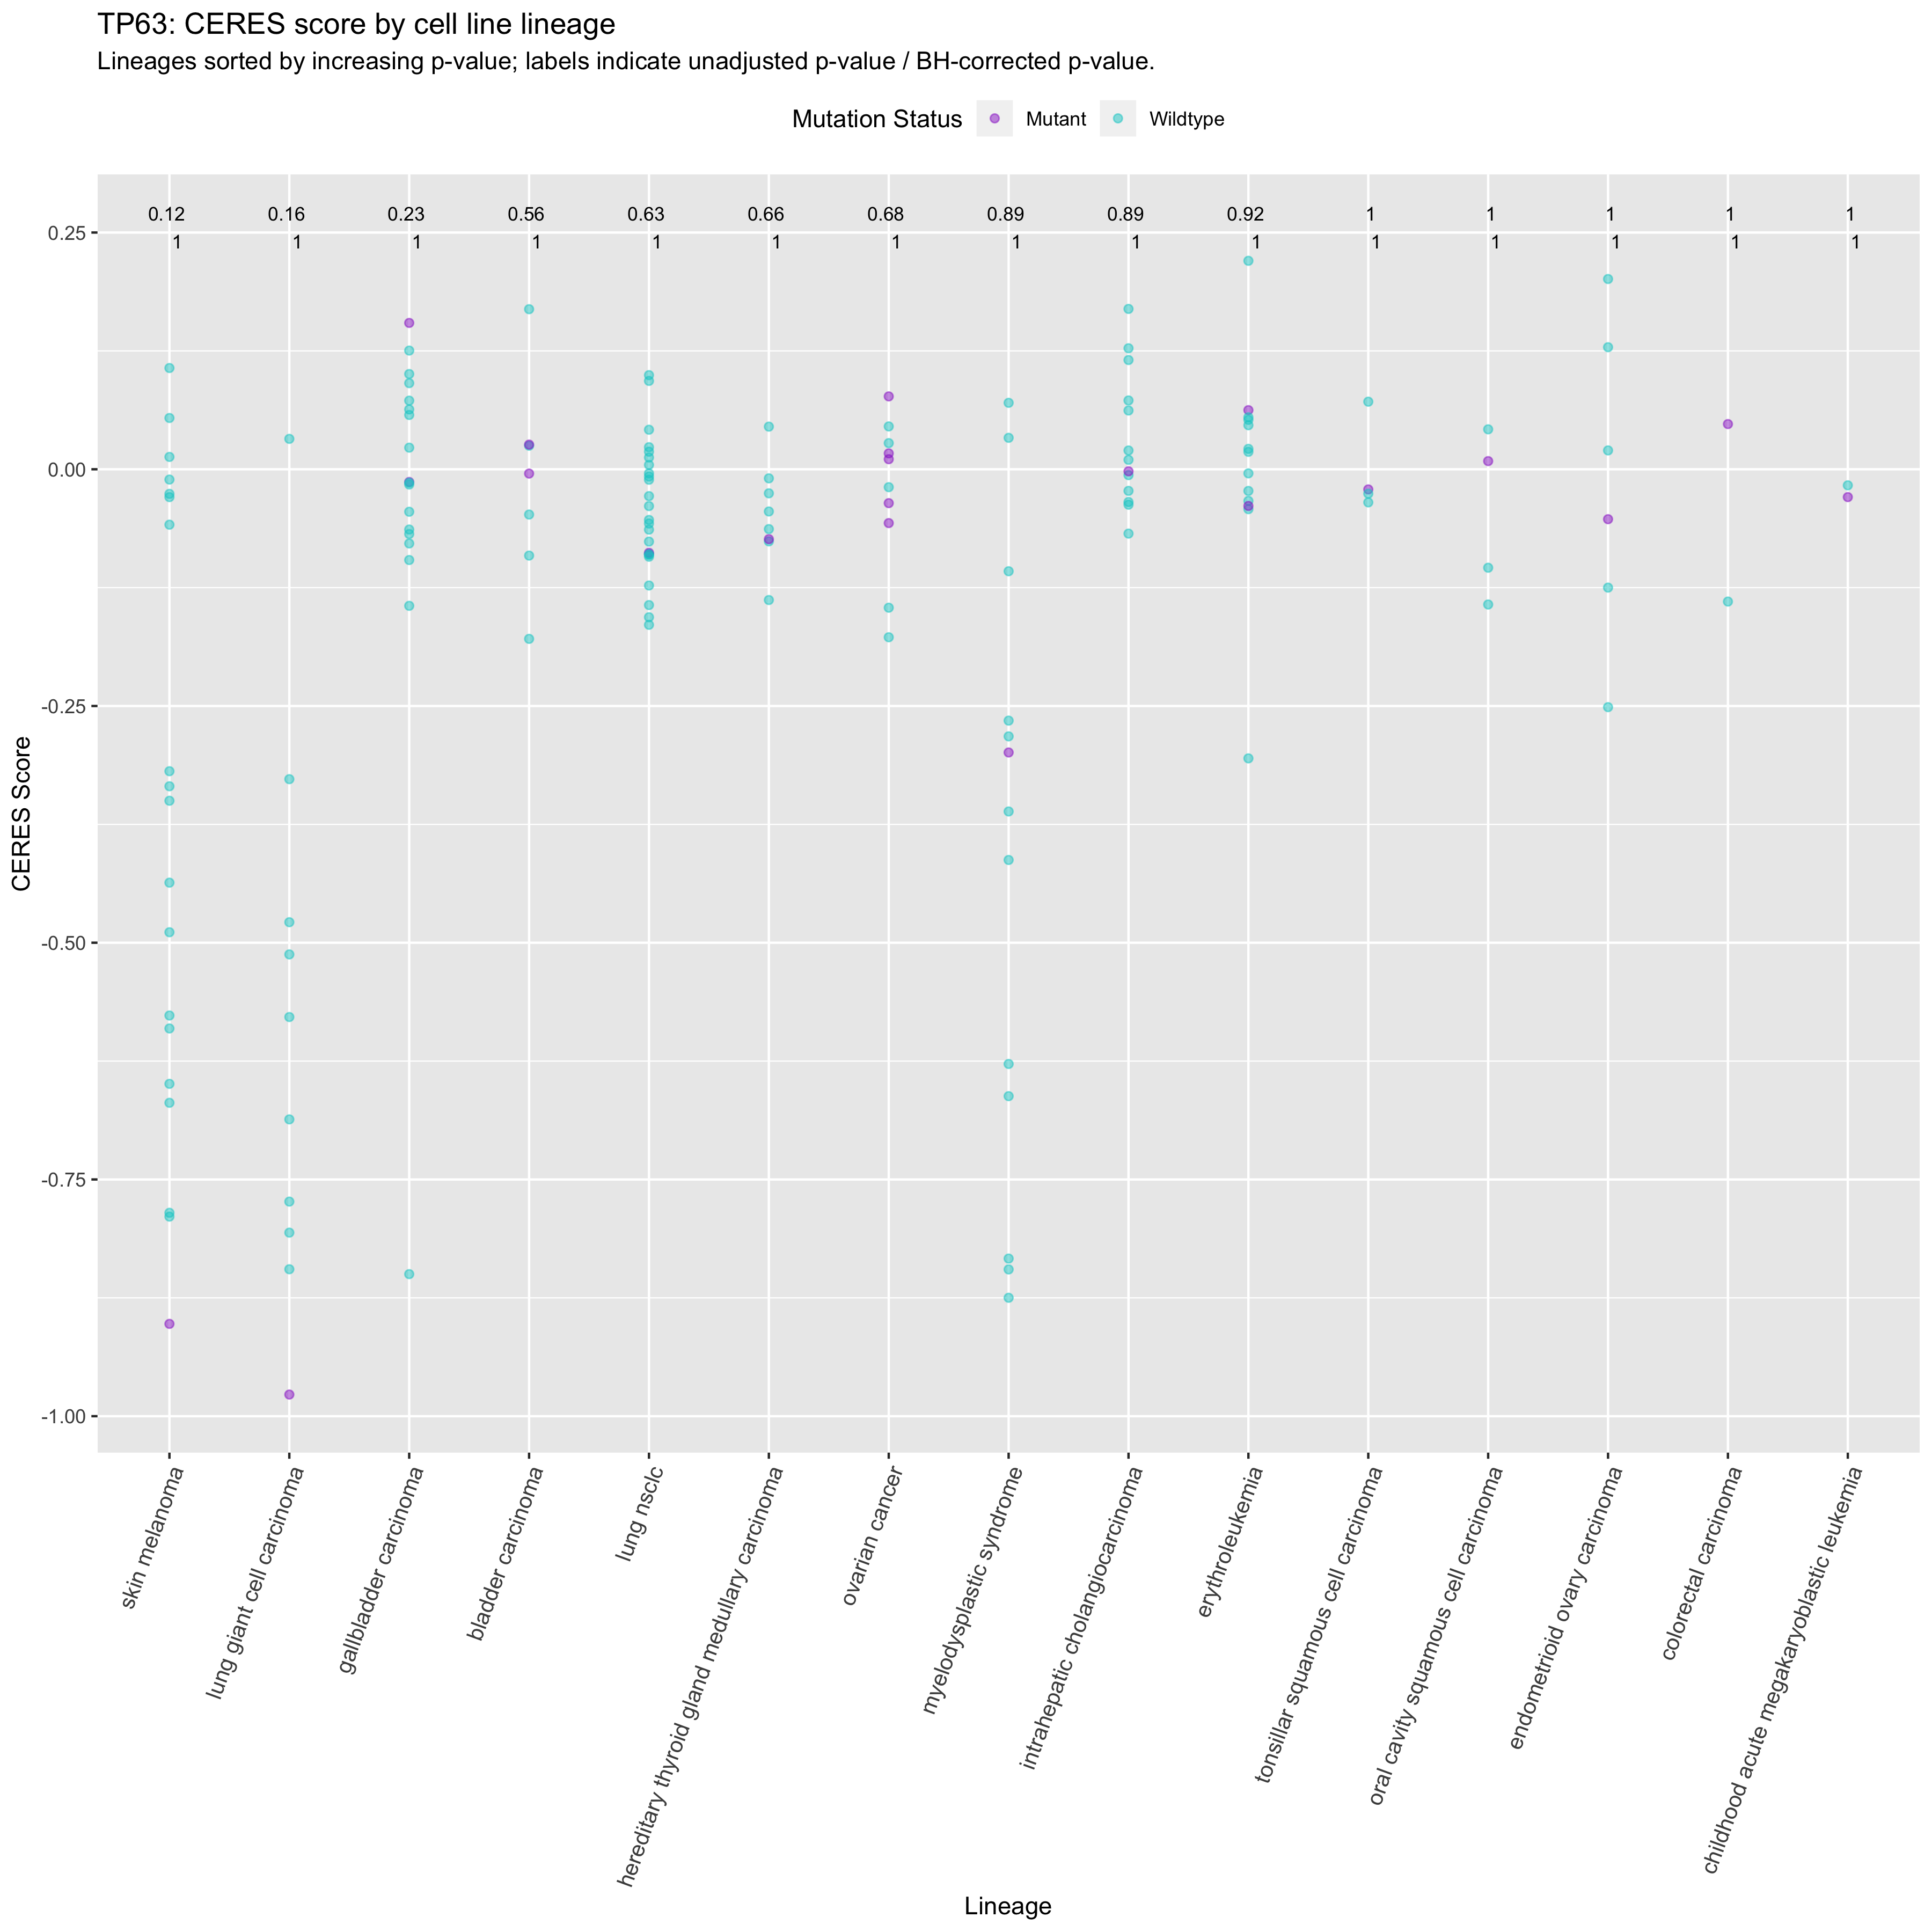 TP63: CERES score by cell line lineage
Lineages sorted by increasing p-value; labels indicate unadjusted p-value / BH-corrected p-value.
Mutation Status Mutant Wildtype
0.12 0.16 0.23 0.56 0.63 0.66 0.68 0.89 0.89 0.92 1 1 1 1 1
1 1 1 1 1 1 1 1 1 1 1 1 1 1 1
0.25
0.00
-0.25
-0.50
-0.75
-1.00
CERES Score
skin melanoma
lung giant cell carcinoma
gallbladder carcinoma
bladder carcinoma
lung nsclc
hereditary thyroid gland medullary carcinoma
ovarian cancer
myelodysplastic syndrome
intrahepatic cholangiocarcinoma
erythroleukemia
tonsillar squamous cell carcinoma
oral cavity squamous cell carcinoma
endometrioid ovary carcinoma
colorectal carcinoma
childhood acute megakaryoblastic leukemia
Lineage